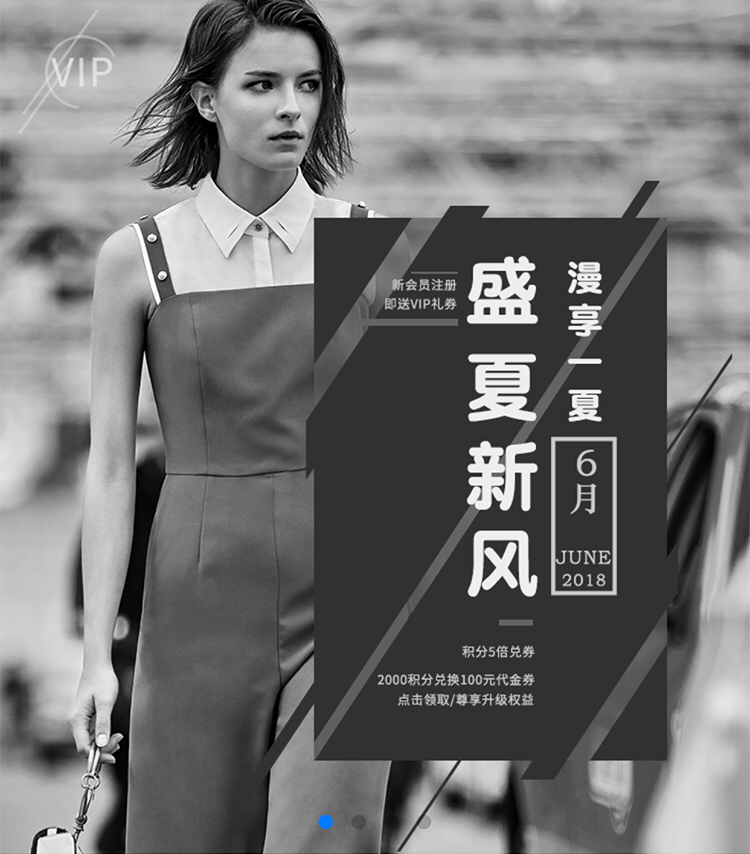 VIP
漫享一夏
盛夏新风
新会员注册
即送VIP礼券
6
月
JUNE
2018
积分5倍兑券
2000积分兑换100元代金券
点击领取/尊享升级权益